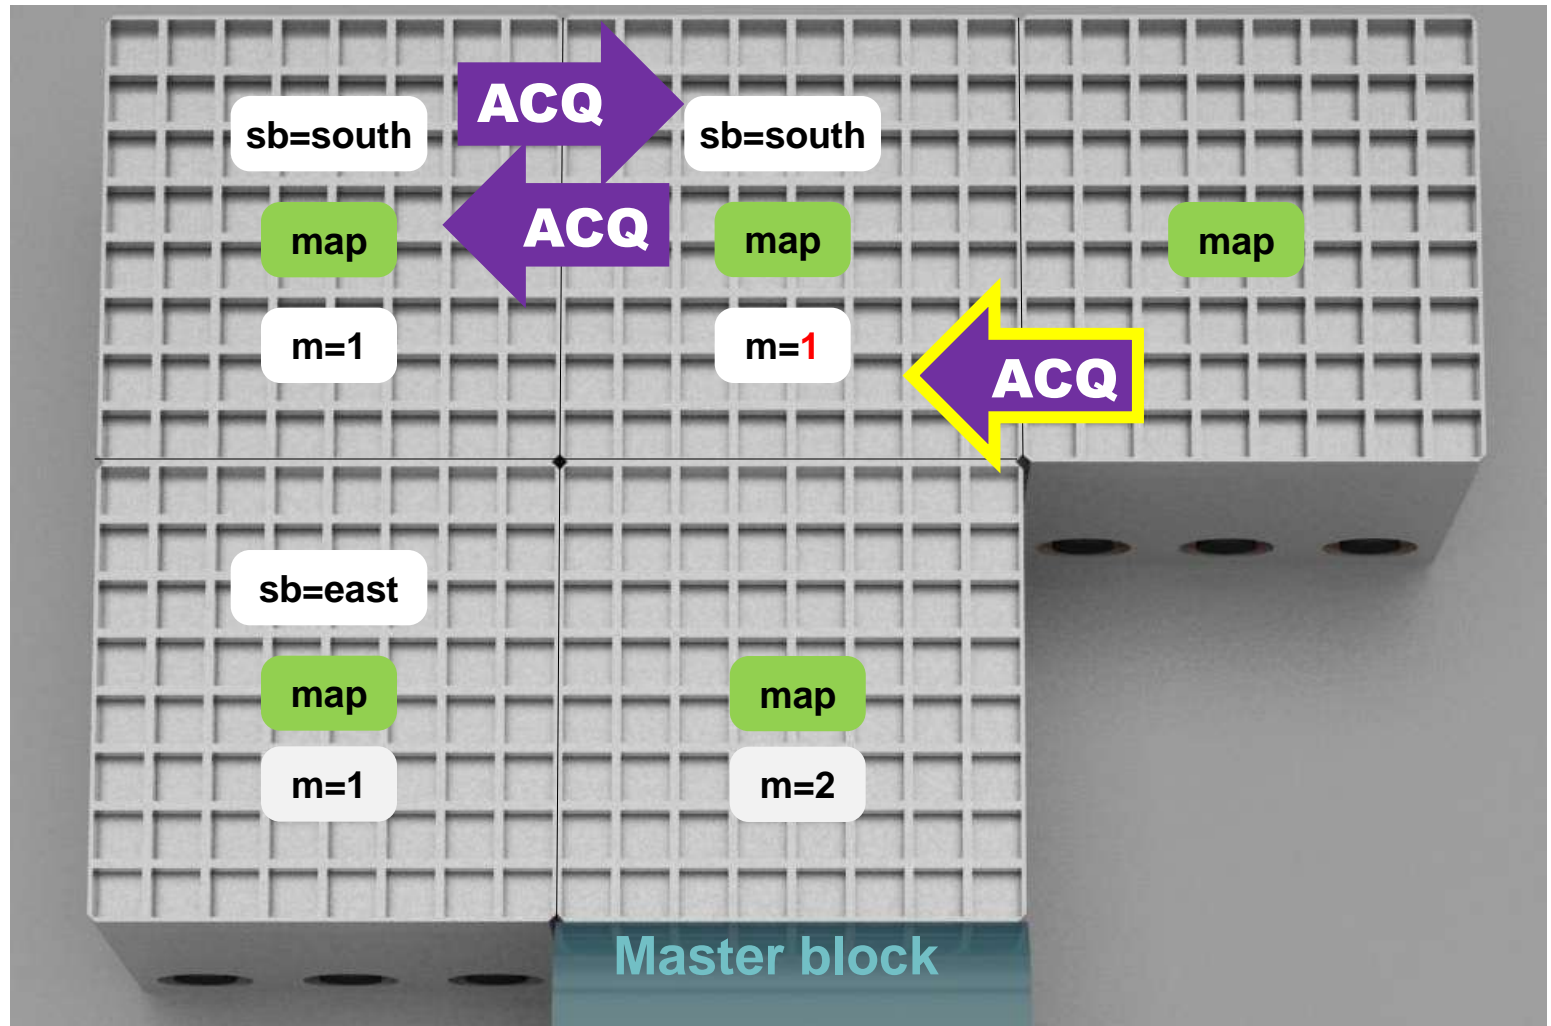 ACQ
sb=south
sb=south
ACQ
map
map
map
m=1
m=1
ACQ
sb=east
map
map
m=1
m=2
Master block